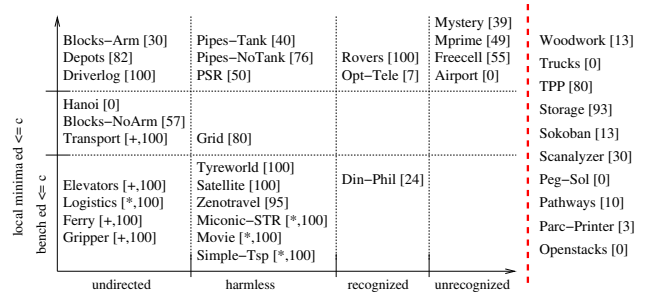 Mystery [39]
Blocks−Arm [30] Pipes−Tank [40] Mprime [49] Woodwork [13]
Depots [82] Pipes−NoTank [76] Rovers [100] Freecell [55] Trucks [0]
Driverlog [100] PSR [50] Opt−Tele [7] Airport [0] TPP [80]
Hanoi [0] Storage [93]
Blocks−NoArm [57] Sokoban [13]
Transport [+,100] Grid [80] Scanalyzer [30]
Tyreworld [100] Peg−Sol [0]
Elevators [+,100] Satellite [100] Din−Phil [24] Pathways [10]
Logistics [*,100] Zenotravel [95] Parc−Printer [3]
Ferry [+,100] Miconic−STR [*,100] Openstacks [0]
Gripper [+,100] Movie [*,100]
Simple−Tsp [*,100]
local minima ed <= c
bench ed <= c
undirected harmless recognized unrecognized